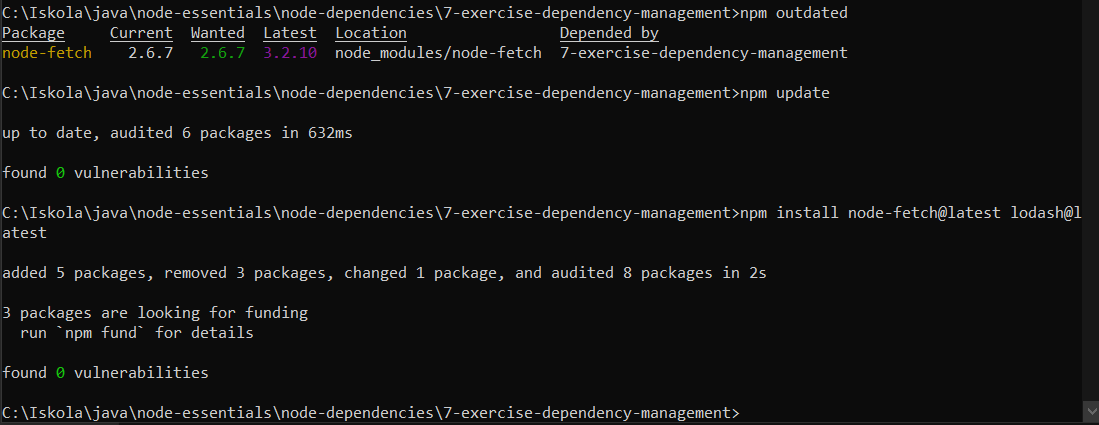 C:\Iskola\java\node-essentials\node-dependencies\7-exercise-dependency-management>npm outdated
Package     Current  Wanted  Latest  Location                 Depended by
node-fetch    2.6.7   2.6.7  3.2.10  node_modules/node-fetch  7-exercise-dependency-management
C:\Iskola\java\node-essentials\node-dependencies\7-exercise-dependency-management>npm update
up to date, audited 6 packages in 632ms
found 0 vulnerabilities
C:\Iskola\java\node-essentials\node-dependencies\7-exercise-dependency-management>npm install node-fetch@latest lodash@l
atest
added 5 packages, removed 3 packages, changed 1 package, and audited 8 packages in 2s
3 packages are looking for funding
  run `npm fund` for details
found 0 vulnerabilities
C:\Iskola\java\node-essentials\node-dependencies\7-exercise-dependency-management>